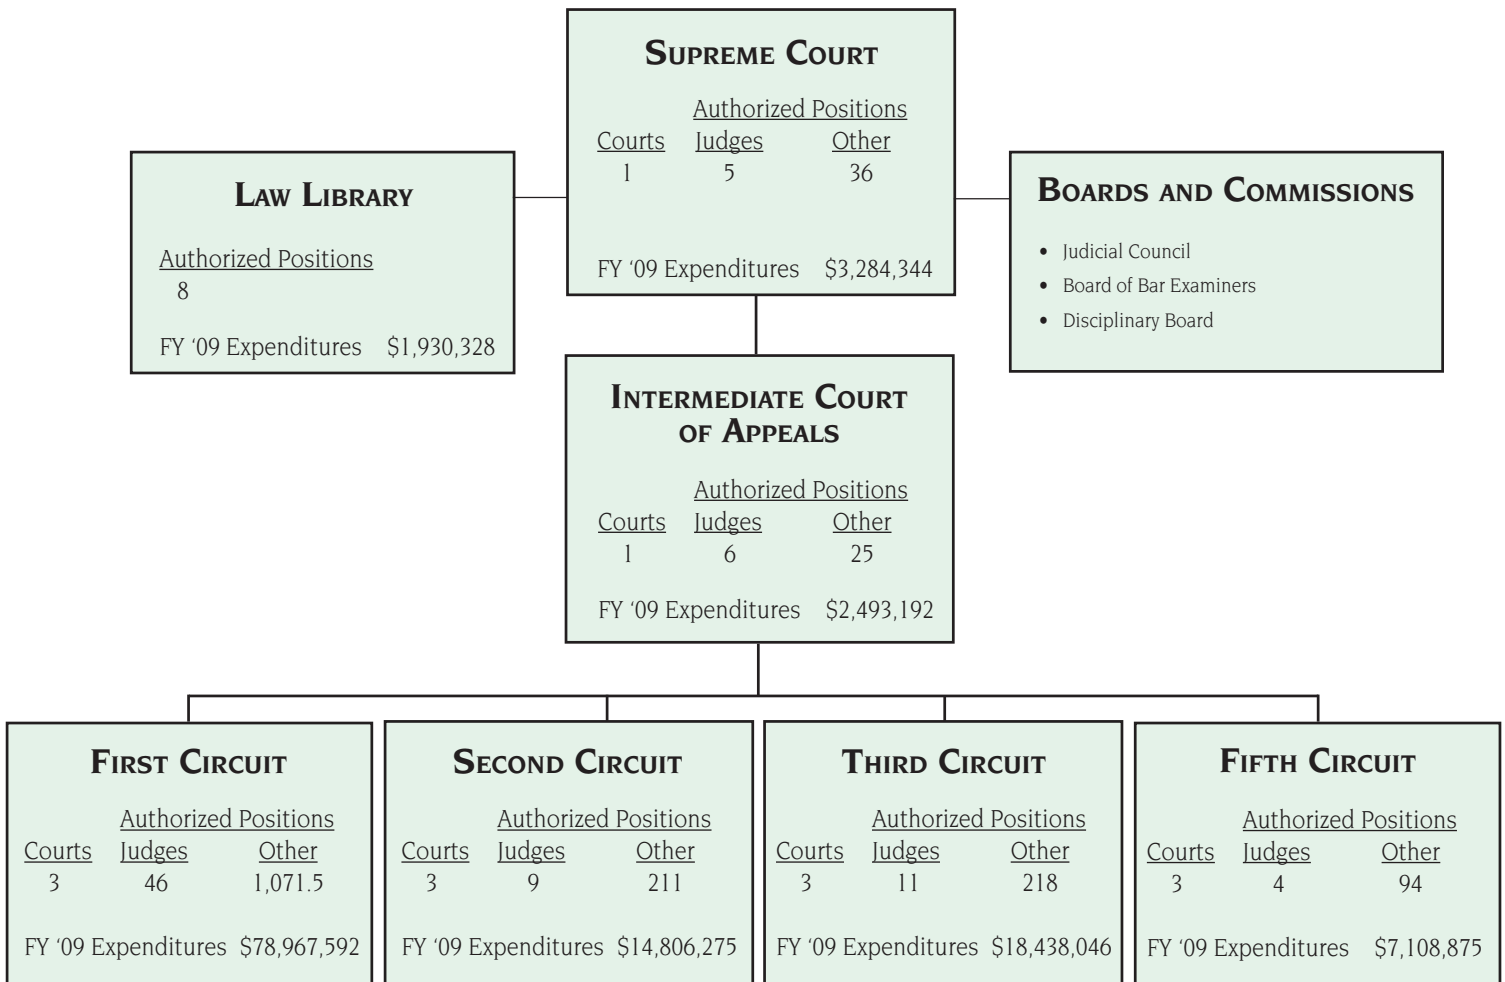 SUPREME COURT
Authorized Positions
Courts Judges Other
1 5 36
FY ‘09 Expenditures $3,284,344
LAW LIBRARY
Authorized Positions
8
FY ‘09 Expenditures $1,930,328
BOARDS AND COMMISSIONS
• Judicial Council
• Board of Bar Examiners
• Disciplinary Board
INTERMEDIATE COURT
OF APPEALS
Authorized Positions
Courts Judges Other
1 6 25
FY ‘09 Expenditures $2,493,192
FIRST CIRCUIT
Authorized Positions
Courts Judges Other
3 46 1,071.5
FY ‘09 Expenditures $78,967,592
SECOND CIRCUIT
Authorized Positions
Courts Judges Other
3 9 211
FY ‘09 Expenditures $14,806,275
THIRD CIRCUIT
Authorized Positions
Courts Judges Other
3 11 218
FY ‘09 Expenditures $18,438,046
FIFTH CIRCUIT
Authorized Positions
Courts Judges Other
3 4 94
FY ‘09 Expenditures $7,108,875